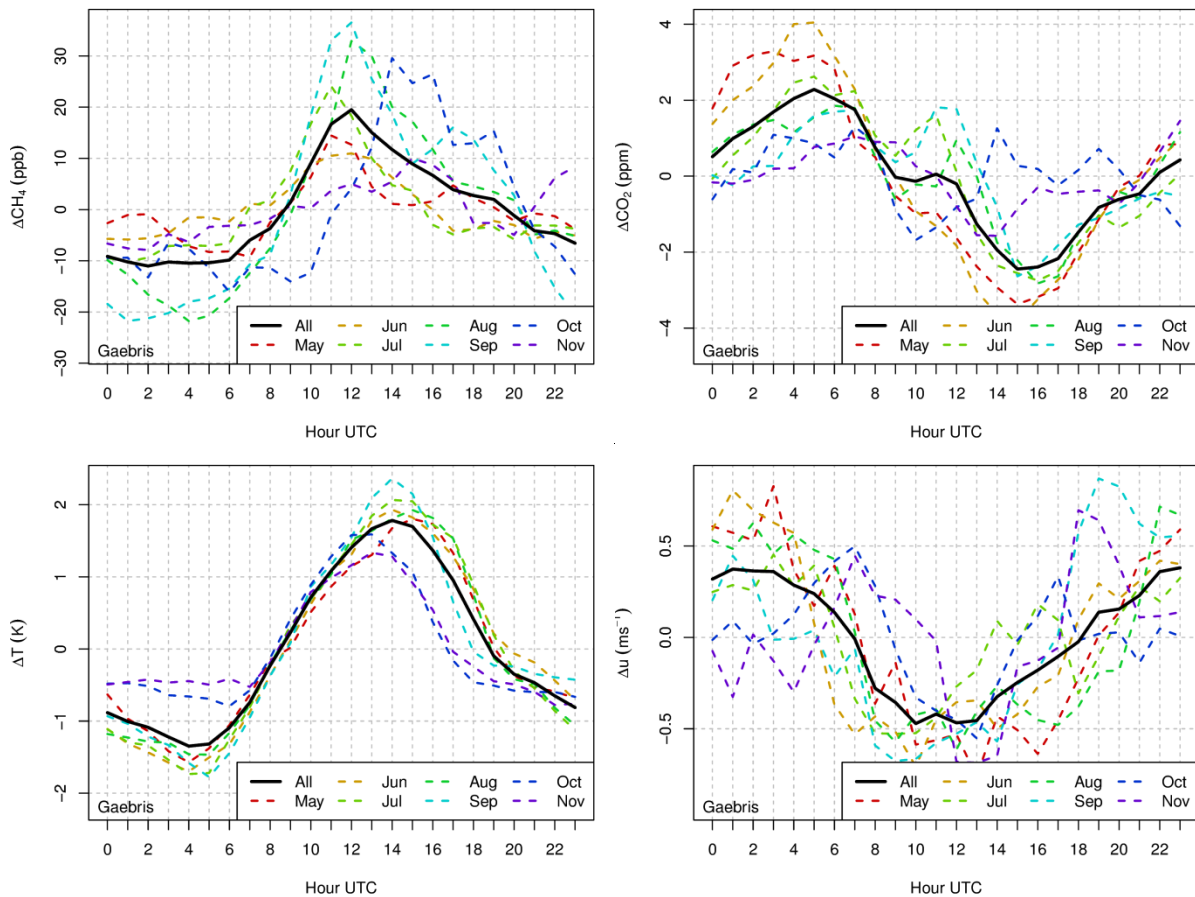 ΔCH₄ (ppb)
30
20
10
0
−10
−20
−30
Gaebris
All Jun Aug Oct
May Jul Sep Nov
0 2 4 6 8 10 12 14 16 18 20 22
Hour UTC
ΔCO₂ (ppm)
4
2
0
−2
−4
Gaebris
All Jun Aug Oct
May Jul Sep Nov
0 2 4 6 8 10 12 14 16 18 20 22
Hour UTC
ΔT (K)
2
1
0
−1
−2
Gaebris
All Jun Aug Oct
May Jul Sep Nov
0 2 4 6 8 10 12 14 16 18 20 22
Hour UTC
Δu (ms⁻¹)
0.5
0.0
−0.5
Gaebris
All Jun Aug Oct
May Jul Sep Nov
0 2 4 6 8 10 12 14 16 18 20 22
Hour UTC